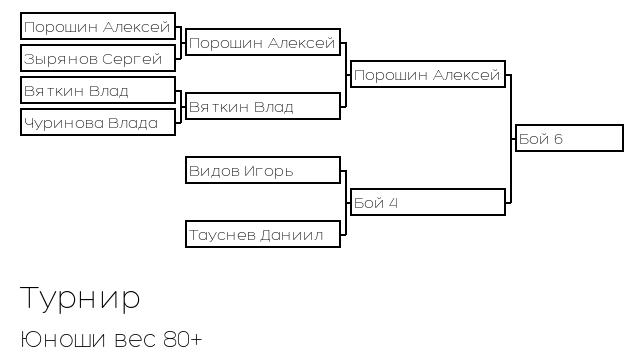 Порошин Алексей
Зырянов Сергей
Вяткин Влад
Чуринова Влада
Порошин Алексей
Вяткин Влад
Видов Игорь
Тауснев Даниил
Порошин Алексей
Бой 4
Бой 6
Турнир
Юноши вес 80+